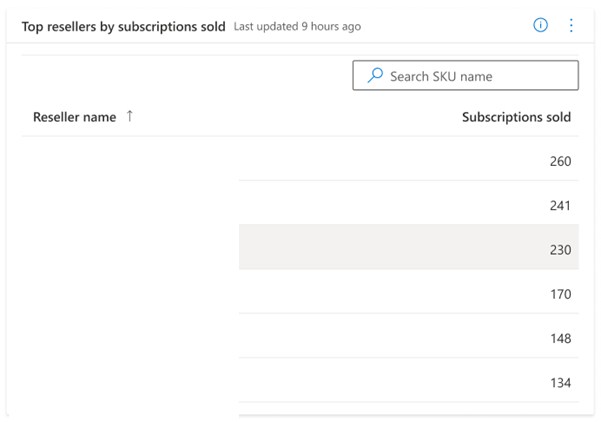 Top resellers by subscriptions sold Last updated 9 hours ago
Search SKU name
Reseller name ↑ Subscriptions sold
260
241
230
170
148
134